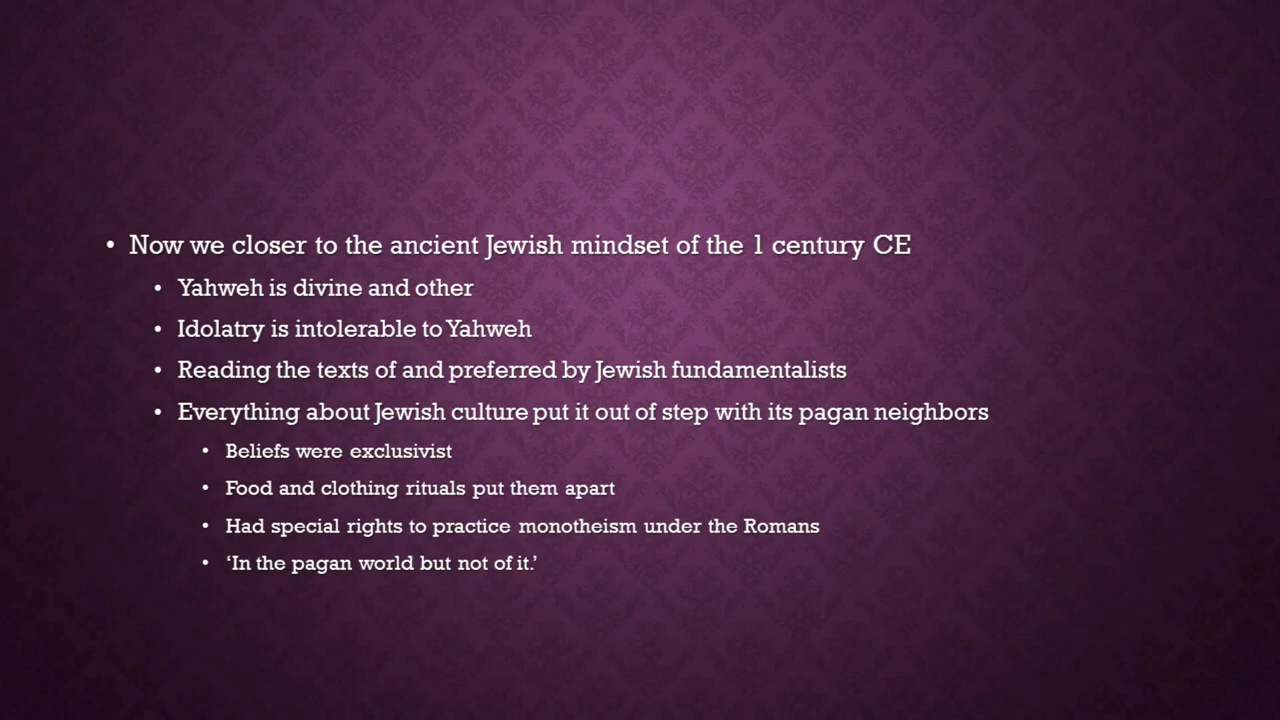 • Now we closer to the ancient Jewish mindset of the 1 century CE
• Yahweh is divine and other
• Idolatry is intolerable to Yahweh
• Reading the texts of and preferred by Jewish fundamentalists
• Everything about Jewish culture put it out of step with its pagan neighbors
• Beliefs were exclusivist
• Food and clothing rituals put them apart
• Had special rights to practice monotheism under the Romans
• ‘In the pagan world but not of it.’